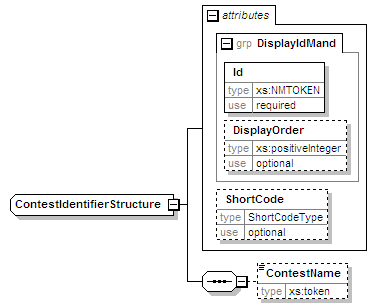 attributes
grp DisplayIdMand
Id
type xs:NMTOKEN
use required
DisplayOrder
type xs:positiveInteger
use optional
ContestIdentifierStructure
ShortCode
type ShortCodeType
use optional
ContestName
type xs:token